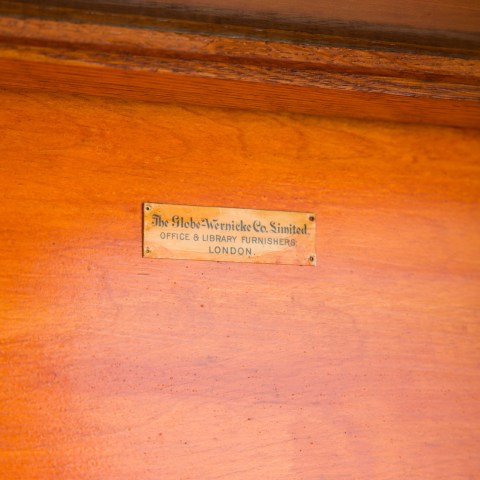 The Globe-Wernicke Co. Limited,
OFFICE & LIBRARY FURNISHERS,
LONDON.